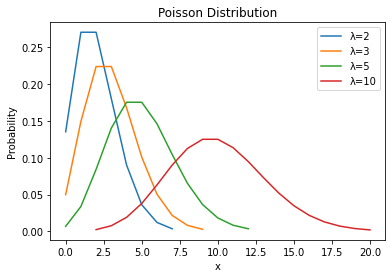 Poisson Distribution
λ=2
λ=3
λ=5
λ=10
Probability
0.25
0.20
0.15
0.10
0.05
0.00
0.0 2.5 5.0 7.5 10.0 12.5 15.0 17.5 20.0
x